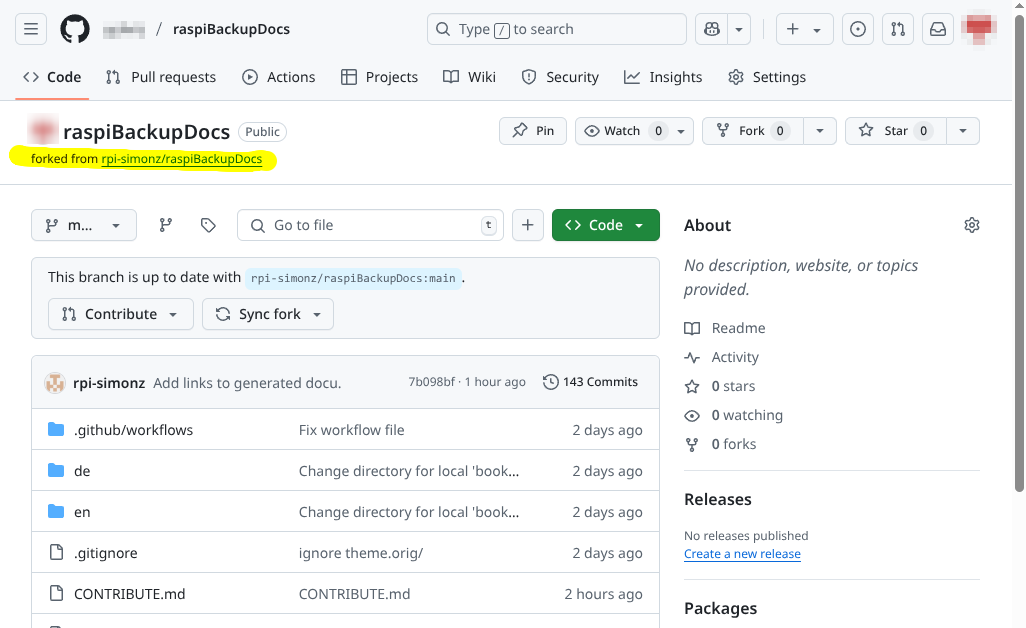 / raspiBackupDocs
Type / to search
Code Pull requests Actions Projects Wiki Security Insights Settings
raspiBackupDocs Public
Pin Watch 0 Fork 0 Star 0
forked from rpi-simonz/raspiBackupDocs
m... Go to file t Code
This branch is up to date with rpi-simonz/raspiBackupDocs:main.
Contribute Sync fork
rpi-simonz Add links to generated docu. 7b098bf · 1 hour ago 143 Commits
.github/workflows Fix workflow file 2 days ago
de Change directory for local 'book... 2 days ago
en Change directory for local 'book... 2 days ago
.gitignore ignore theme.orig/ 2 days ago
CONTRIBUTE.md CONTRIBUTE.md 2 hours ago
About
No description, website, or topics
provided.
Readme
Activity
0 stars
0 watching
0 forks
Releases
No releases published
Create a new release
Packages